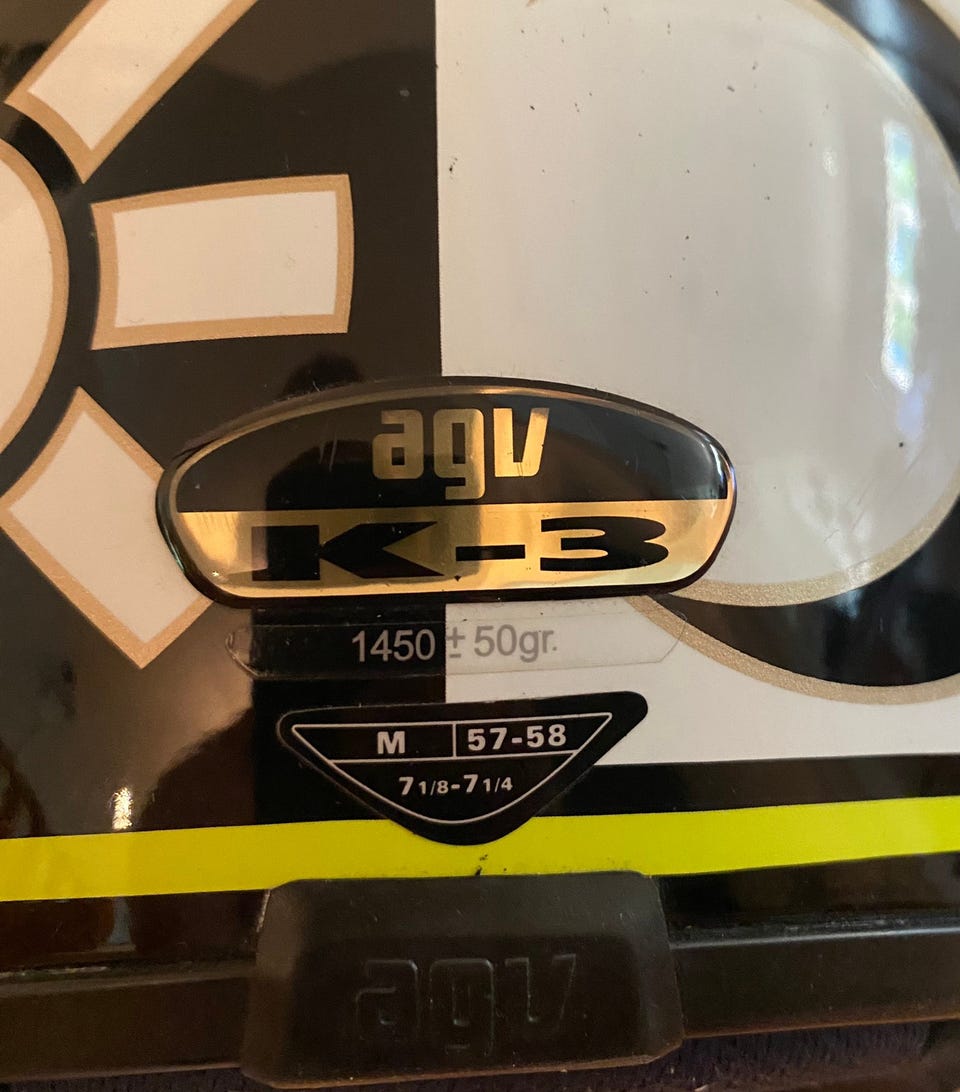 agv
K-3
1450 ± 50gr.
M 57-58
7 1/8-7 1/4
agv